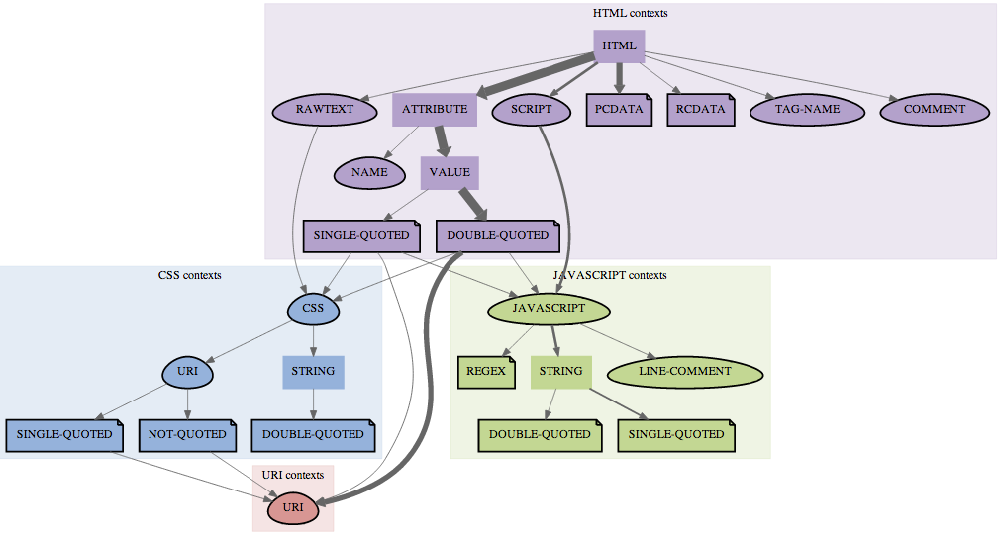 HTML contexts
HTML
RAWTEXT
ATTRIBUTE
SCRIPT
PCDATA
RCDATA
TAG-NAME
COMMENT
NAME
VALUE
SINGLE-QUOTED
DOUBLE-QUOTED
CSS contexts
JAVASCRIPT contexts
CSS
JAVASCRIPT
URI
STRING
REGEX
STRING
LINE-COMMENT
SINGLE-QUOTED
NOT-QUOTED
DOUBLE-QUOTED
DOUBLE-QUOTED
SINGLE-QUOTED
URI contexts
URI